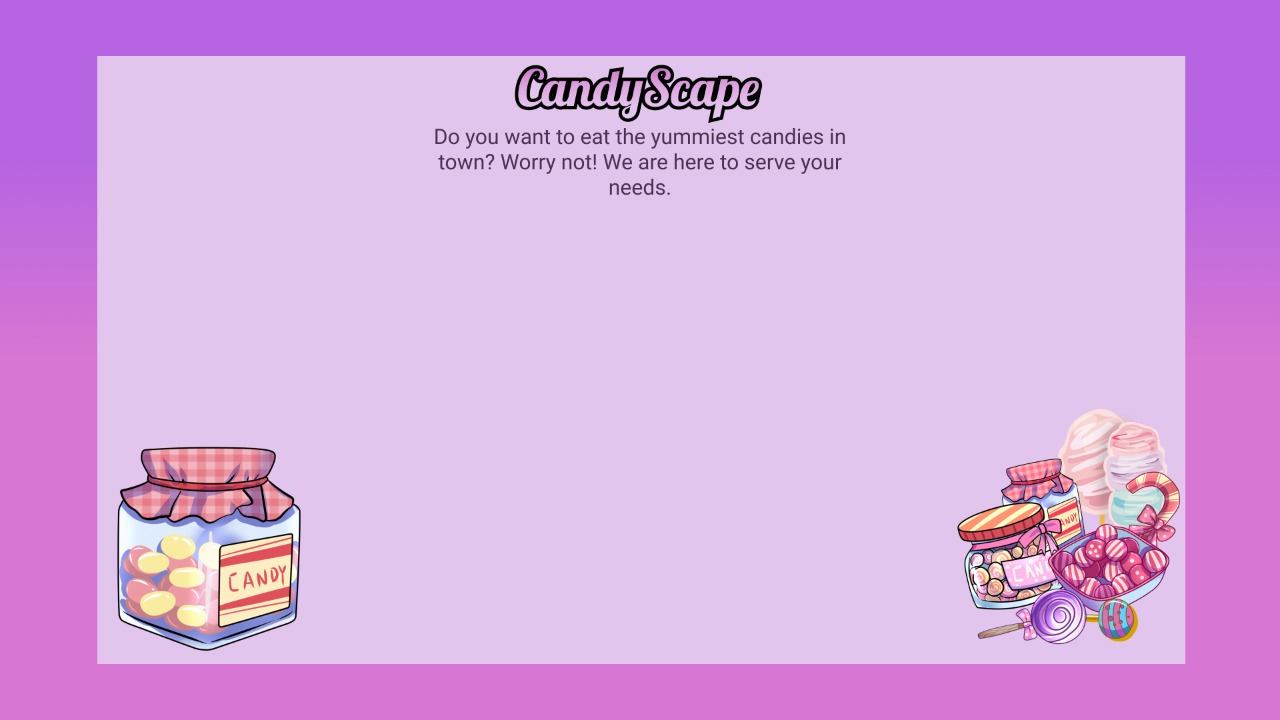 CandyScape
Do you want to eat the yummiest candies in
town? Worry not! We are here to serve your
needs.
CANDY
CANDY
CAN